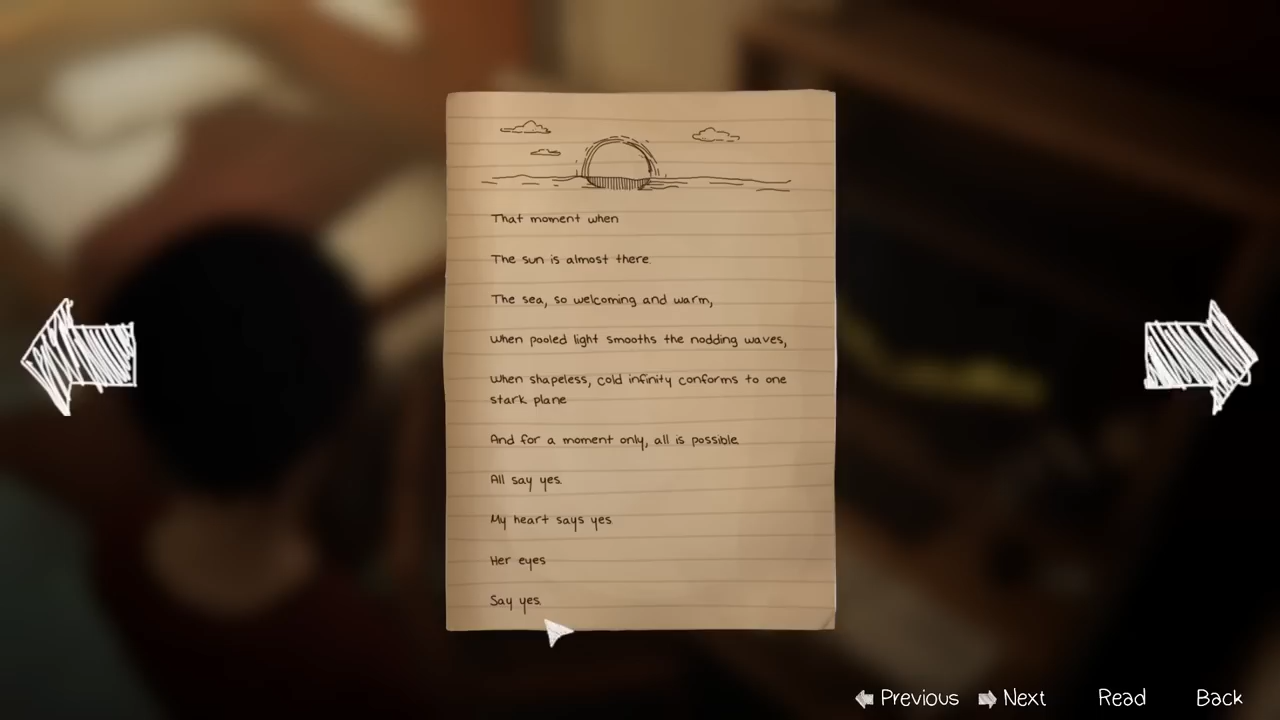 That moment when
The sun is almost there.
The sea, so welcoming and warm,
When pooled light smooths the nodding waves,
When shapeless, cold infinity conforms to one
stark plane
And for a moment only, all is possible.
All say yes.
My heart says yes.
Her eyes
Say yes.
Previous Next Read Back